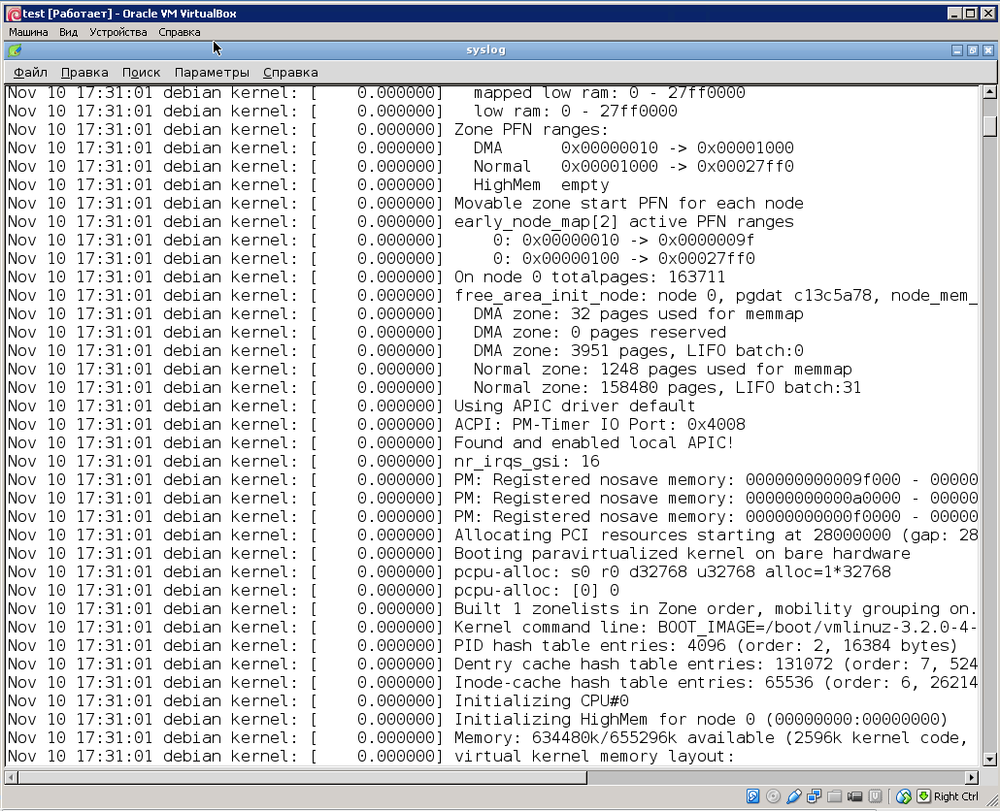 test [Работает] - Oracle VM VirtualBox
Машина Вид Устройства Справка
syslog
Файл Правка Поиск Параметры Справка
Nov 10 17:31:01 debian kernel: [    0.000000]   mapped low ram: 0 - 27ff0000
Nov 10 17:31:01 debian kernel: [    0.000000]   low ram: 0 - 27ff0000
Nov 10 17:31:01 debian kernel: [    0.000000] Zone PFN ranges:
Nov 10 17:31:01 debian kernel: [    0.000000]   DMA      0x00000010 -> 0x00001000
Nov 10 17:31:01 debian kernel: [    0.000000]   Normal   0x00001000 -> 0x00027ff0
Nov 10 17:31:01 debian kernel: [    0.000000]   HighMem  empty
Nov 10 17:31:01 debian kernel: [    0.000000] Movable zone start PFN for each node
Nov 10 17:31:01 debian kernel: [    0.000000] early_node_map[2] active PFN ranges
Nov 10 17:31:01 debian kernel: [    0.000000]     0: 0x00000010 -> 0x0000009f
Nov 10 17:31:01 debian kernel: [    0.000000]     0: 0x00000100 -> 0x00027ff0
Nov 10 17:31:01 debian kernel: [    0.000000] On node 0 totalpages: 163711
Nov 10 17:31:01 debian kernel: [    0.000000] free_area_init_node: node 0, pgdat c13c5a78, node_mem_
Nov 10 17:31:01 debian kernel: [    0.000000]   DMA zone: 32 pages used for memmap
Nov 10 17:31:01 debian kernel: [    0.000000]   DMA zone: 0 pages reserved
Nov 10 17:31:01 debian kernel: [    0.000000]   DMA zone: 3951 pages, LIFO batch:0
Nov 10 17:31:01 debian kernel: [    0.000000]   Normal zone: 1248 pages used for memmap
Nov 10 17:31:01 debian kernel: [    0.000000]   Normal zone: 158480 pages, LIFO batch:31
Nov 10 17:31:01 debian kernel: [    0.000000] Using APIC driver default
Nov 10 17:31:01 debian kernel: [    0.000000] ACPI: PM-Timer IO Port: 0x4008
Nov 10 17:31:01 debian kernel: [    0.000000] Found and enabled local APIC!
Nov 10 17:31:01 debian kernel: [    0.000000] nr_irqs_gsi: 16
Nov 10 17:31:01 debian kernel: [    0.000000] PM: Registered nosave memory: 000000000009f000 - 00000
Nov 10 17:31:01 debian kernel: [    0.000000] PM: Registered nosave memory: 00000000000a0000 - 00000
Nov 10 17:31:01 debian kernel: [    0.000000] PM: Registered nosave memory: 00000000000f0000 - 00000
Nov 10 17:31:01 debian kernel: [    0.000000] Allocating PCI resources starting at 28000000 (gap: 28
Nov 10 17:31:01 debian kernel: [    0.000000] Booting paravirtualized kernel on bare hardware
Nov 10 17:31:01 debian kernel: [    0.000000] pcpu-alloc: s0 r0 d32768 u32768 alloc=1*32768
Nov 10 17:31:01 debian kernel: [    0.000000] pcpu-alloc: [0] 0
Nov 10 17:31:01 debian kernel: [    0.000000] Built 1 zonelists in Zone order, mobility grouping on.
Nov 10 17:31:01 debian kernel: [    0.000000] Kernel command line: BOOT_IMAGE=/boot/vmlinuz-3.2.0-4-
Nov 10 17:31:01 debian kernel: [    0.000000] PID hash table entries: 4096 (order: 2, 16384 bytes)
Nov 10 17:31:01 debian kernel: [    0.000000] Dentry cache hash table entries: 131072 (order: 7, 524
Nov 10 17:31:01 debian kernel: [    0.000000] Inode-cache hash table entries: 65536 (order: 6, 26214
Nov 10 17:31:01 debian kernel: [    0.000000] Initializing CPU#0
Nov 10 17:31:01 debian kernel: [    0.000000] Initializing HighMem for node 0 (00000000:00000000)
Nov 10 17:31:01 debian kernel: [    0.000000] Memory: 634480k/655296k available (2596k kernel code,
Nov 10 17:31:01 debian kernel: [    0.000000] virtual kernel memory layout:
Right Ctrl